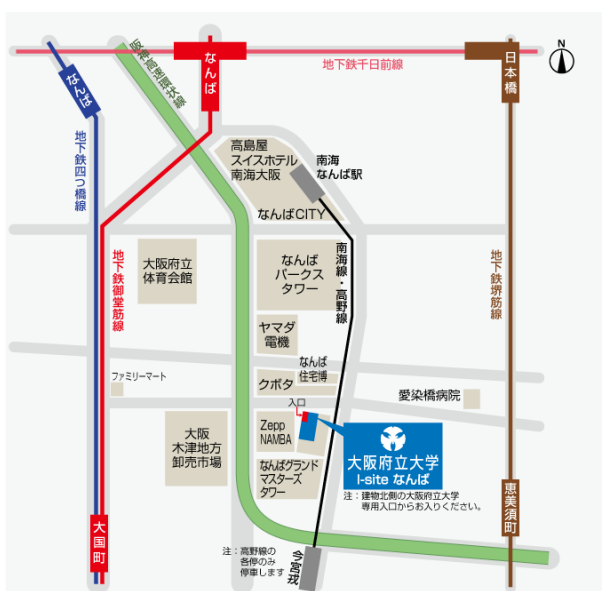 N
なんば
なんば
日本橋
地下鉄千日前線
阪神高速環状線
地下鉄四つ橋線
高島屋
スイスホテル
南海大阪
南海
なんば駅
なんばCITY
大阪府立
体育会館
なんば
パークス
タワー
南海線・高野線
地下鉄御堂筋線
地下鉄堺筋線
ヤマダ
電機
なんば
住宅博
ファミリーマート
クボタ
入口
愛染橋病院
大阪
木津地方
卸売市場
Zepp
NAMBA
大阪府立大学
I-site なんば
なんばグランド
マスターズ
タワー
注：建物北側の大阪府立大学
専用入口からお入りください。
恵美須町
大国町
注：高野線の
各停のみ
停車します
今宮戎